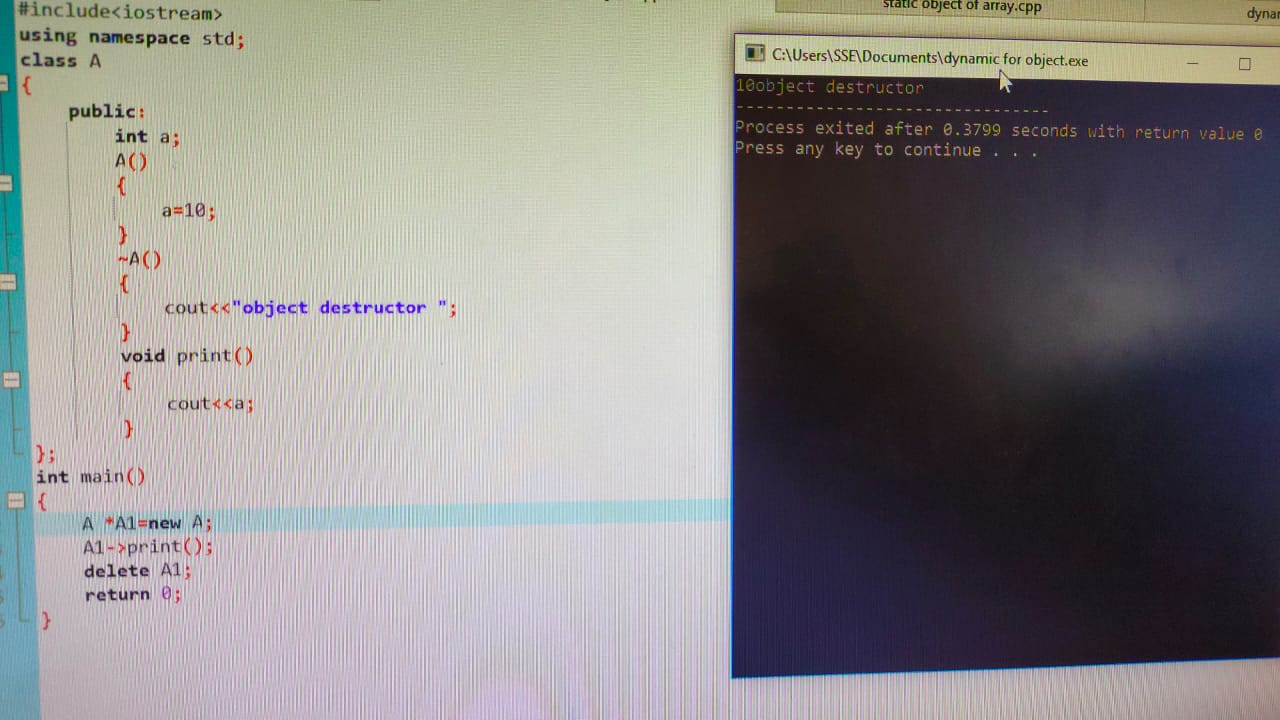 #include<iostream>
using namespace std;
class A
{
public:
int a;
A()
{
a=10;
}
~A()
{
cout<<"object destructor ";
}
void print()
{
cout<<a;
}
};
int main()
{
A *A1=new A;
A1->print();
delete A1;
return 0;
}
static object of array.cpp
C:\Users\SSE\Documents\dynamic for object.exe
10object destructor
--------------------------------
Process exited after 0.3799 seconds with return value 0
Press any key to continue . . .